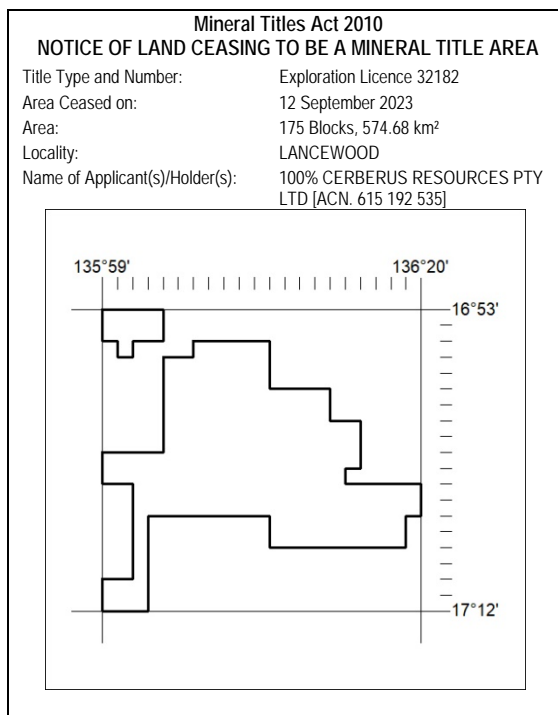 Mineral Titles Act 2010
NOTICE OF LAND CEASING TO BE A MINERAL TITLE AREA
Title Type and Number: Exploration Licence 32182
Area Ceased on: 12 September 2023
Area: 175 Blocks, 574.68 km²
Locality: LANCEWOOD
Name of Applicant(s)/Holder(s): 100% CERBERUS RESOURCES PTY
LTD [ACN. 615 192 535]
135°59' 136°20'
16°53'
17°12'